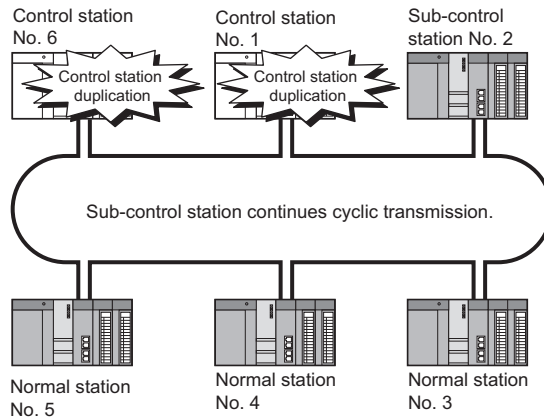 Control station
No. 6
Control station
No. 1
Sub-control
station No. 2
Control station
duplication
Control station
duplication
Sub-control station continues cyclic transmission.
Normal station
No. 5
Normal station
No. 4
Normal station
No. 3